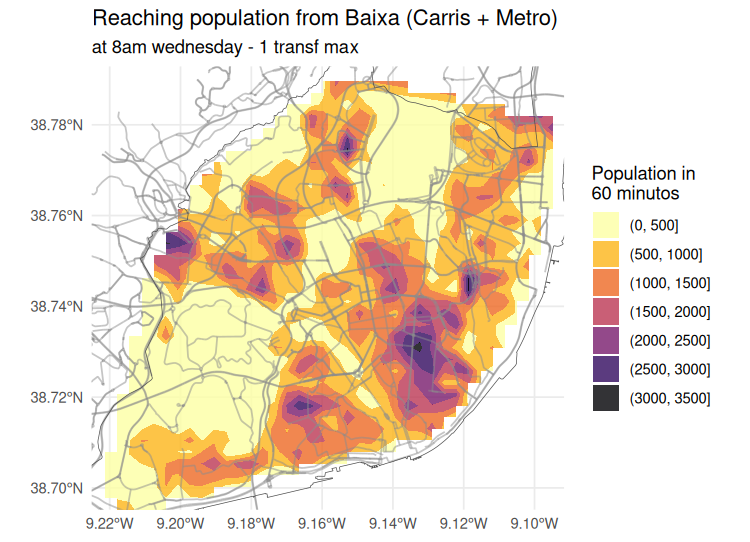 Reaching population from Baixa (Carris + Metro)
at 8am wednesday - 1 transf max
38.78°N
38.76°N
38.74°N
38.72°N
38.70°N
9.22°W 9.20°W 9.18°W 9.16°W 9.14°W 9.12°W 9.10°W
Population in
60 minutos
(0, 500]
(500, 1000]
(1000, 1500]
(1500, 2000]
(2000, 2500]
(2500, 3000]
(3000, 3500]